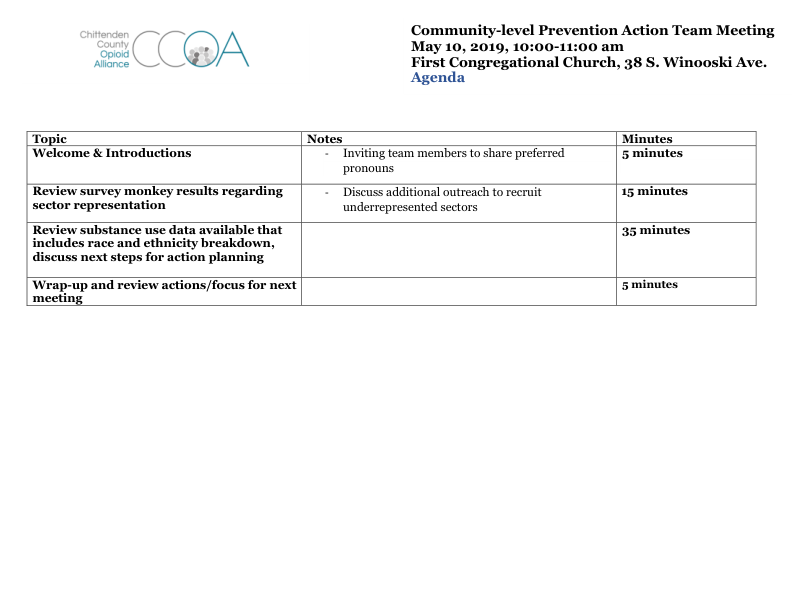 Chittenden
County
Opioid
Alliance
CCOA
Community-level Prevention Action Team Meeting
May 10, 2019, 10:00-11:00 am
First Congregational Church, 38 S. Winooski Ave.
Agenda
Topic Notes Minutes
Welcome & Introductions - Inviting team members to share preferred 5 minutes
pronouns
Review survey monkey results regarding - Discuss additional outreach to recruit 15 minutes
sector representation underrepresented sectors
Review substance use data available that 35 minutes
includes race and ethnicity breakdown,
discuss next steps for action planning
Wrap-up and review actions/focus for next 5 minutes
meeting